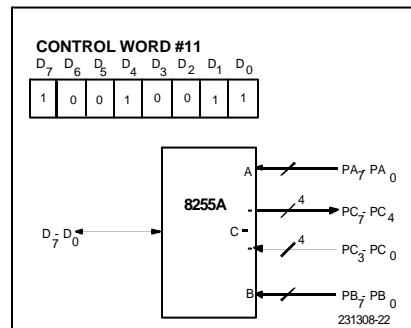 CONTROL WORD #11
D7 D6 D5 D4 D3 D2 D1 D0
1 0 0 1 0 0 1 1
A PA7- PA0
4
8255A PC7- PC4
D7- D0 C
4
PC3- PC0
B PB7- PB0
231308-22